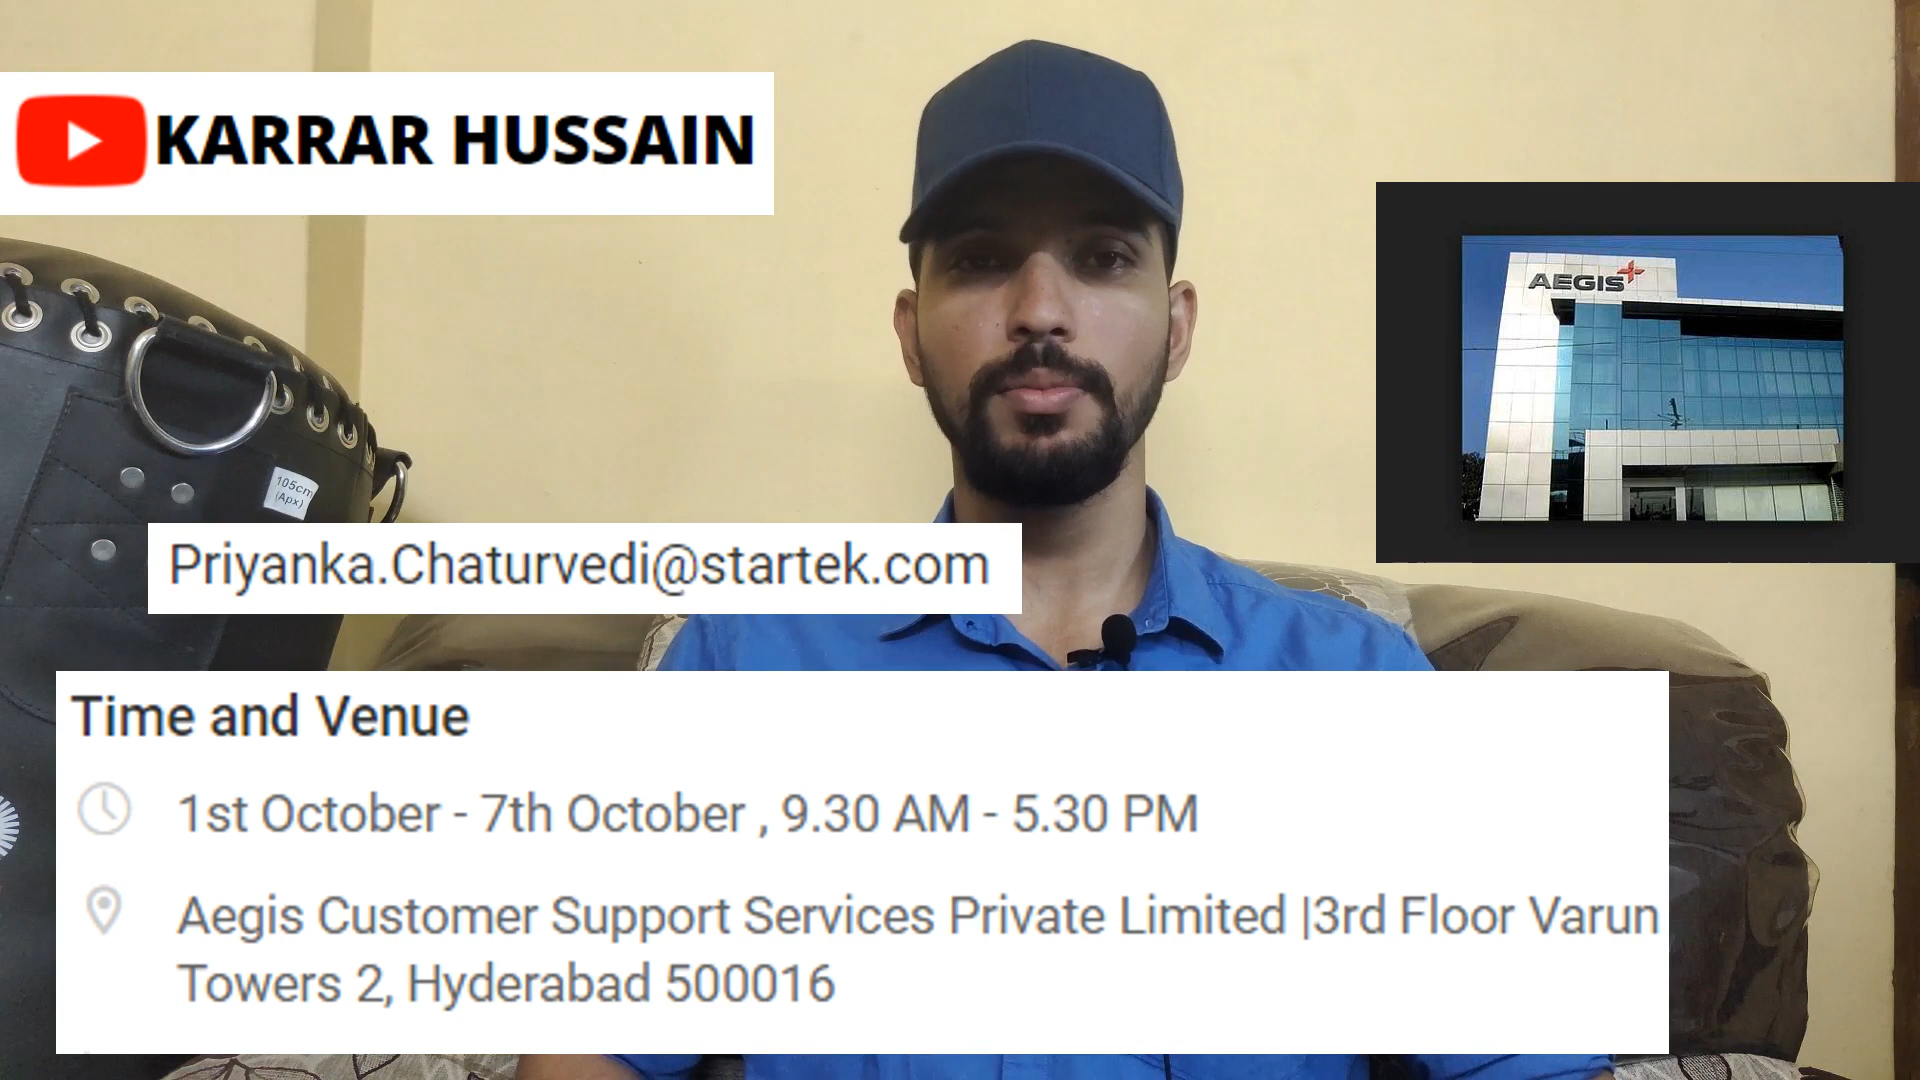 KARRAR HUSSAIN
AEGIS
105cm
(Apx)
Priyanka.Chaturvedi@startek.com
Time and Venue
1st October - 7th October , 9.30 AM - 5.30 PM
Aegis Customer Support Services Private Limited |3rd Floor Varun
Towers 2, Hyderabad 500016